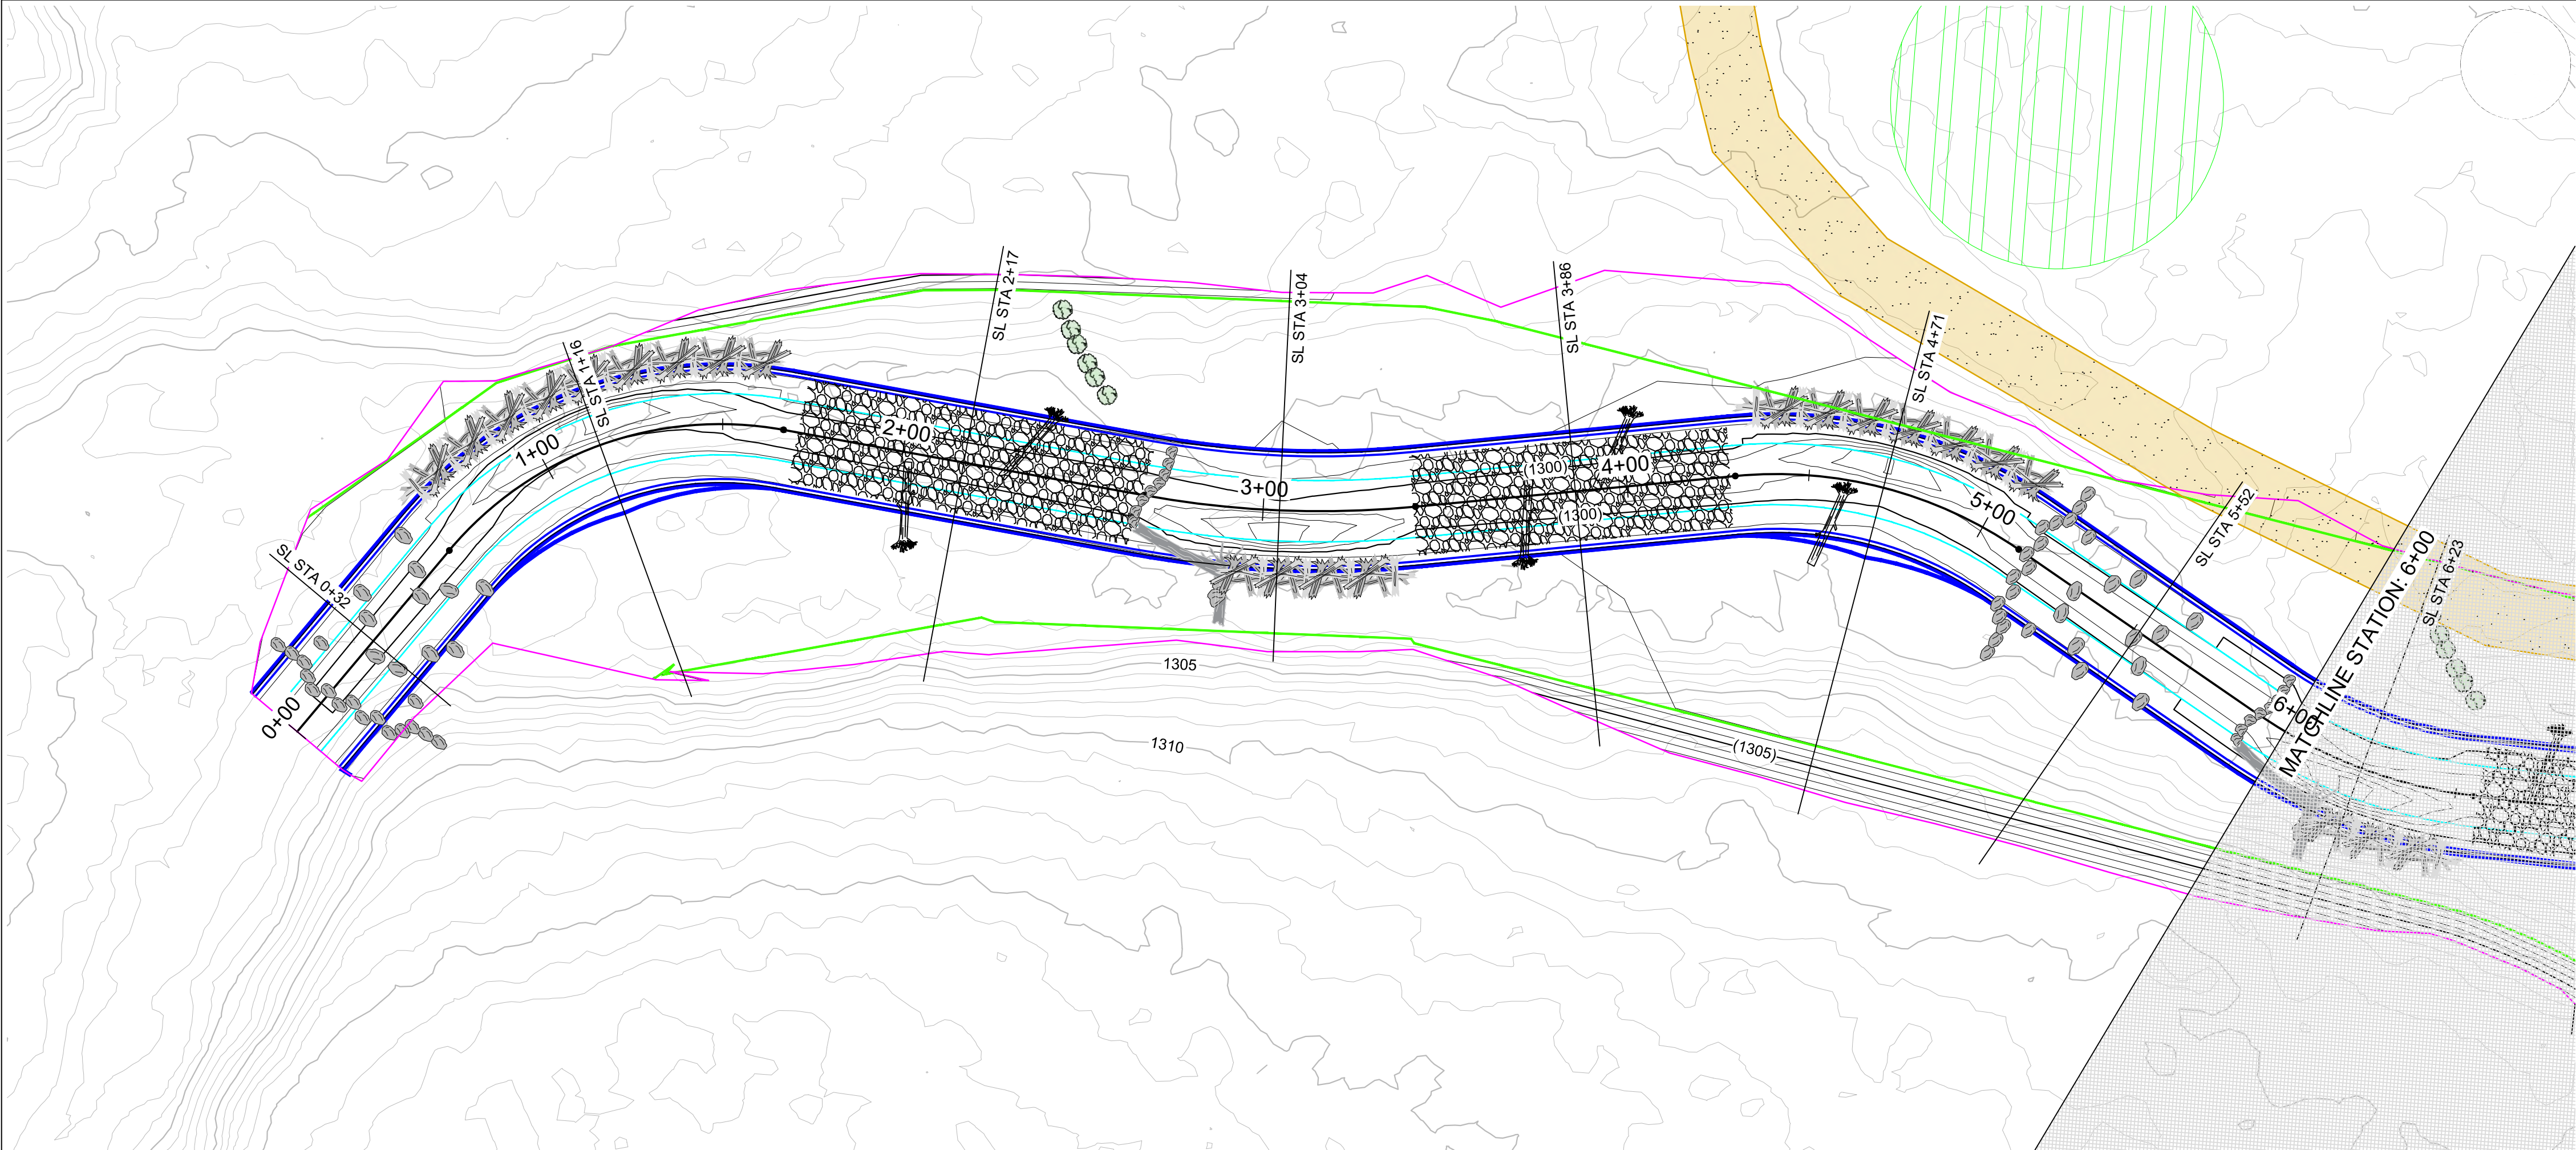 SL STA 0+32
0+00
1+00
SL STA 1+16
2+00
SL STA 2+17
3+00
SL STA 3+04
1305
1310
SL STA 3+86
(1300)
4+00
(1300)
(1305)
SL STA 4+71
5+00
SL STA 5+52
6+00
MATCHLINE STATION: 6+00
SL STA 6+23